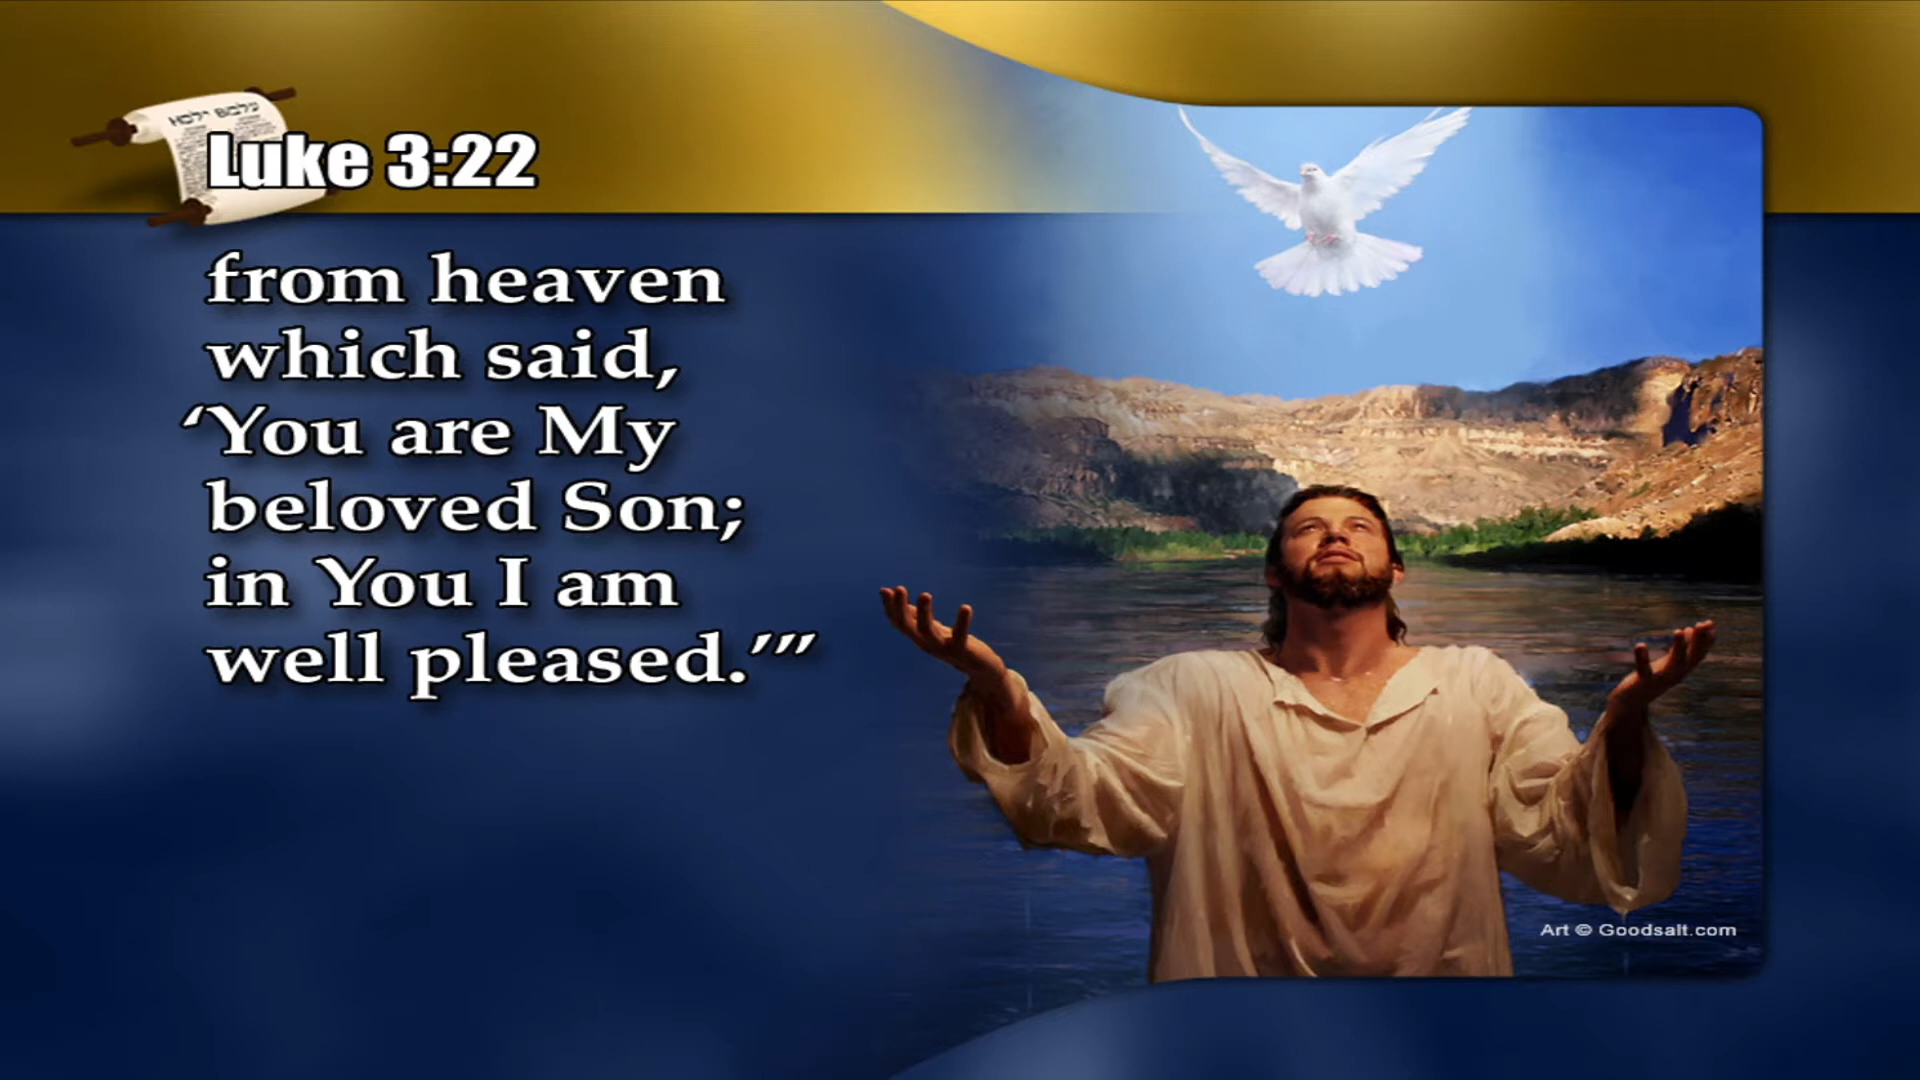 Luke 3:22
from heaven
which said,
‘You are My
beloved Son;
in You I am
well pleased.’”
Art © Goodsalt.com